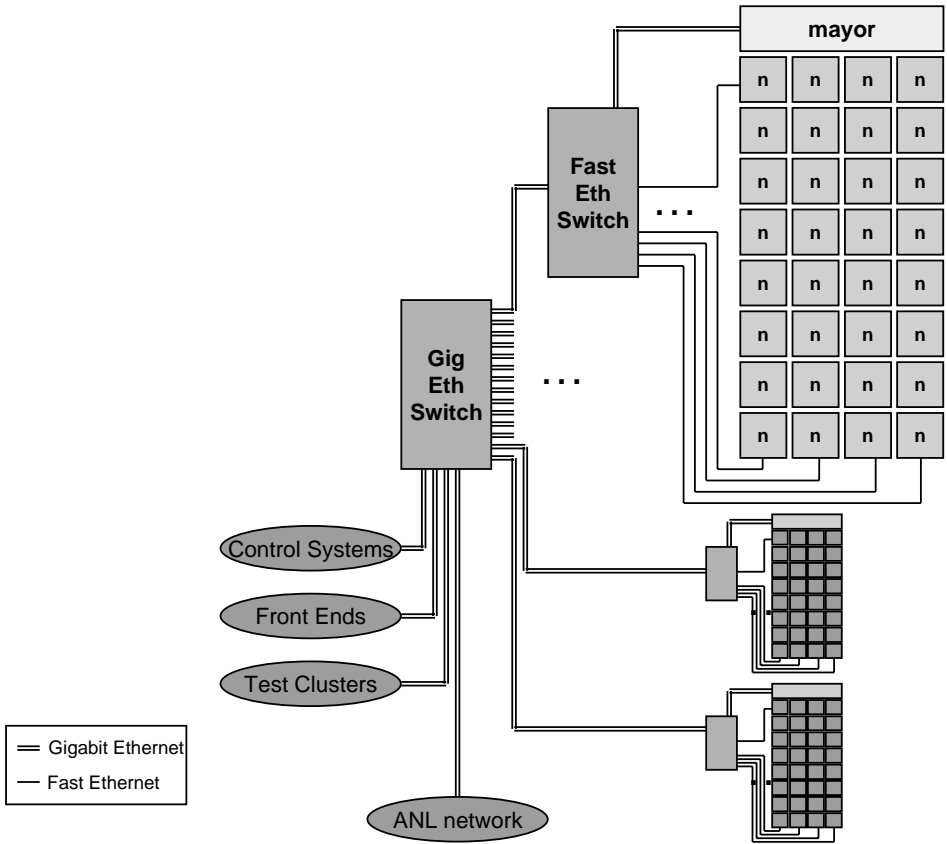 mayor
n n n n
n n n n
n n n n
n n n n
n n n n
n n n n
n n n n
n n n n
Fast
Eth
Switch
. . .
Gig
Eth
Switch
. . .
Control Systems
Front Ends
Test Clusters
ANL network
Gigabit Ethernet
Fast Ethernet